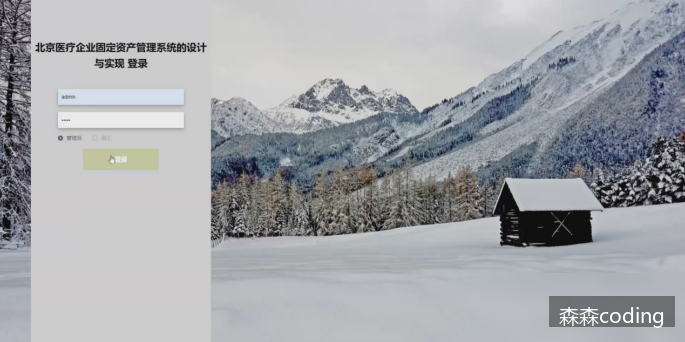 北京医疗企业固定资产管理系统的设计
与实现 登录
admin
•••••
管理员 员工
登录
森森coding